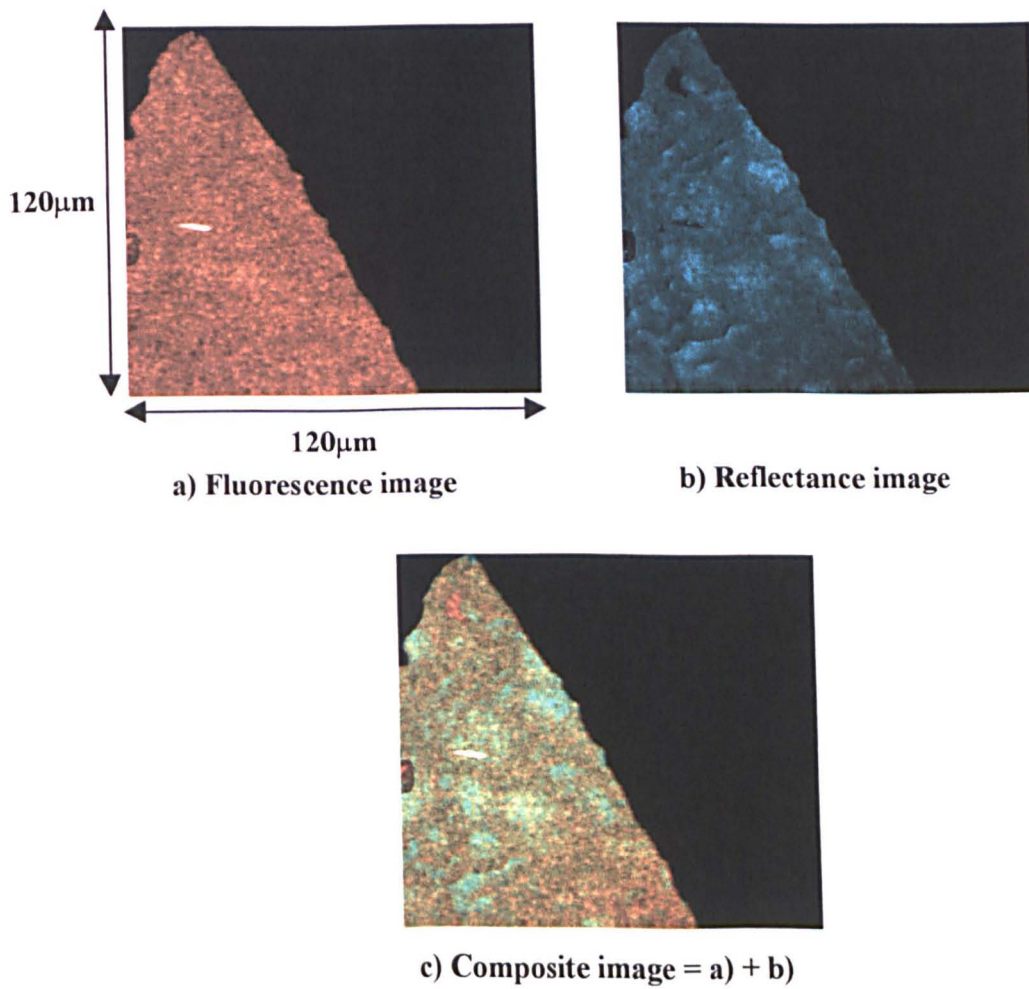 120μm
120μm
a) Fluorescence image
b) Reflectance image
c) Composite image = a) + b)